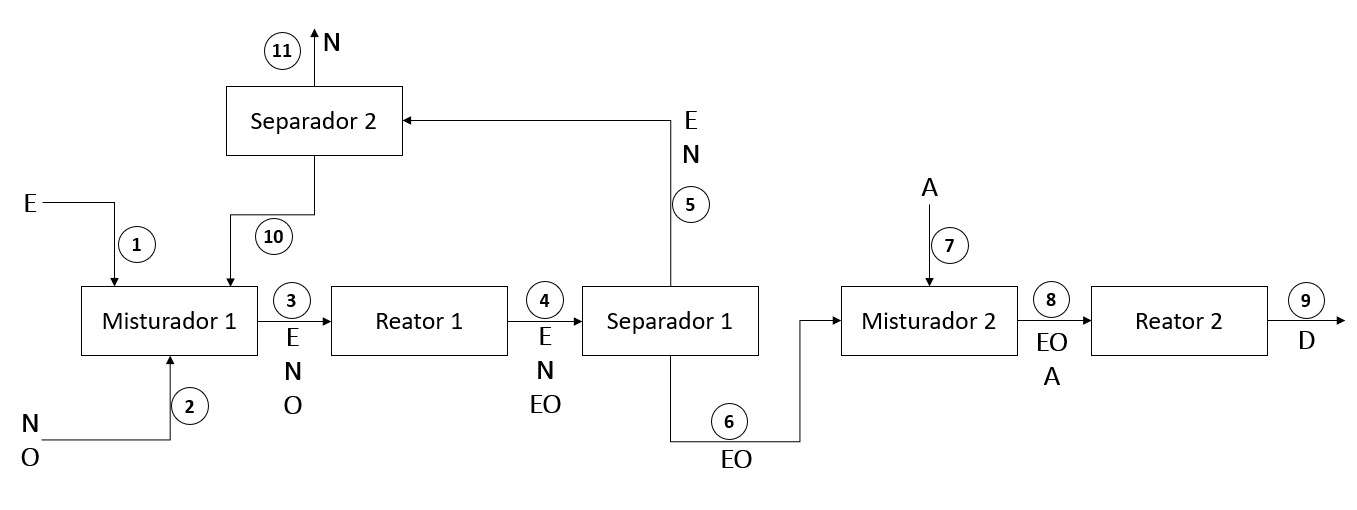 11 N
Separador 2
E
N
5
E
1
10
A
7
Misturador 1
3
E
N
O
Reator 1
4
E
N
EO
Separador 1
6
EO
Misturador 2
8
EO
A
Reator 2
9
D
2
N
O